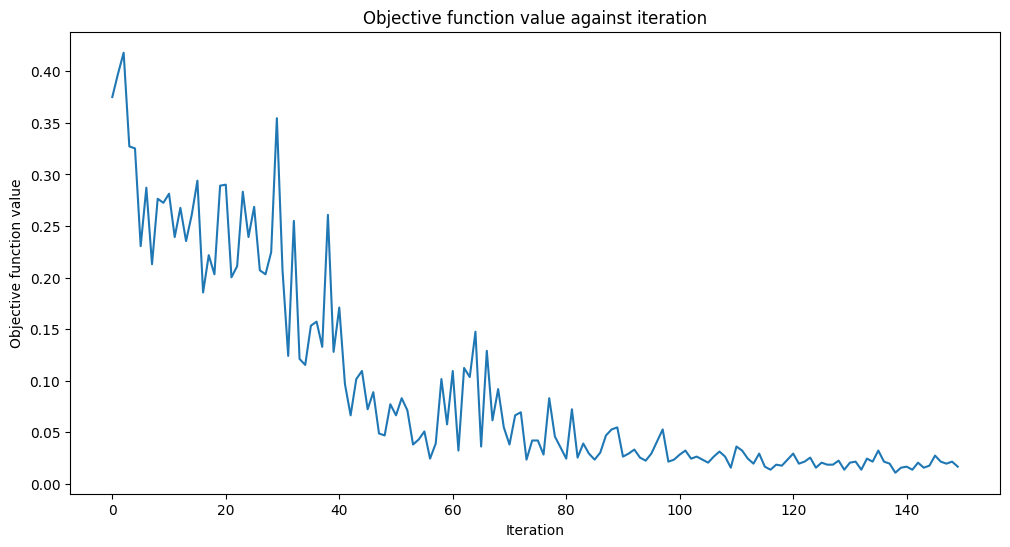 Objective function value against iteration
Objective function value
0.40
0.35
0.30
0.25
0.20
0.15
0.10
0.05
0.00
0 20 40 60 80 100 120 140
Iteration